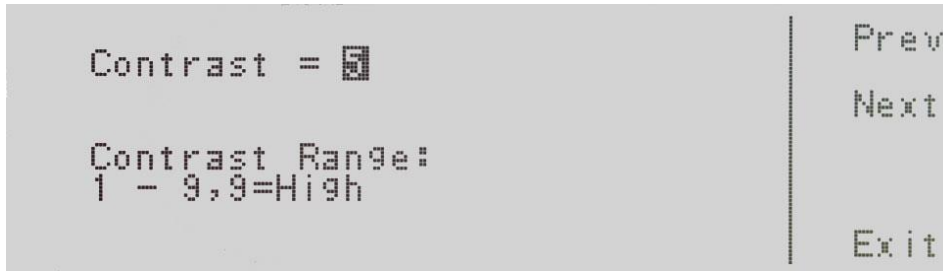 Contrast = 5
Prev
Next
Contrast Range:
1 - 9,9=High
Exit